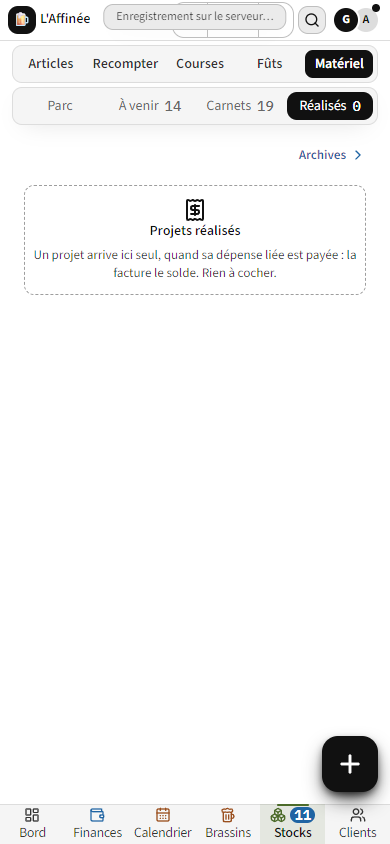 L'Affinée
Enregistrement sur le serveur…
G
A
Articles
Recompter
Courses
Fûts
Matériel
Parc
À venir 14
Carnets 19
Réalisés 0
Archives
Projets réalisés
Un projet arrive ici seul, quand sa dépense liée est payée : la
facture le solde. Rien à cocher.
11
Bord
Finances
Calendrier
Brassins
Stocks
Clients